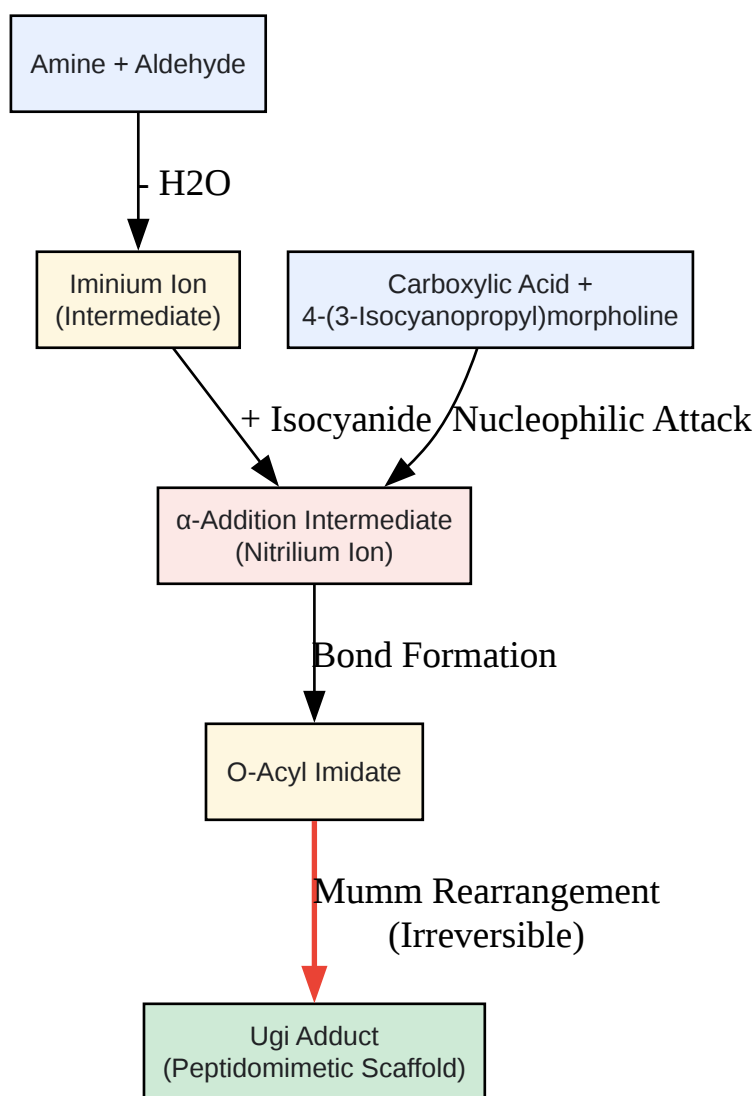 Amine + Aldehyde
- H2O
Iminium Ion
(Intermediate)
Carboxylic Acid +
4-(3-Isocyanopropyl)morpholine
+ Isocyanide
Nucleophilic Attack
α-Addition Intermediate
(Nitrilium Ion)
Bond Formation
O-Acyl Imidate
Mumm Rearrangement
(Irreversible)
Ugi Adduct
(Peptidomimetic Scaffold)